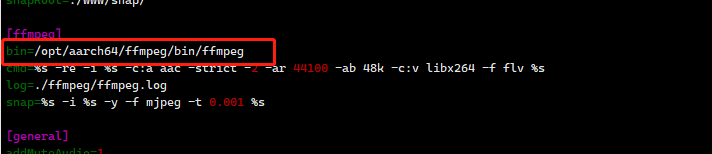 snapRoot=./www/snap/
[ffmpeg]
bin=/opt/aarch64/ffmpeg/bin/ffmpeg
cmd=%s -re -i %s -c:a aac -strict -2 -ar 44100 -ab 48k -c:v libx264 -f flv %s
log=./ffmpeg/ffmpeg.log
snap=%s -i %s -y -f mjpeg -t 0.001 %s
[general]
addMuteAudio=1